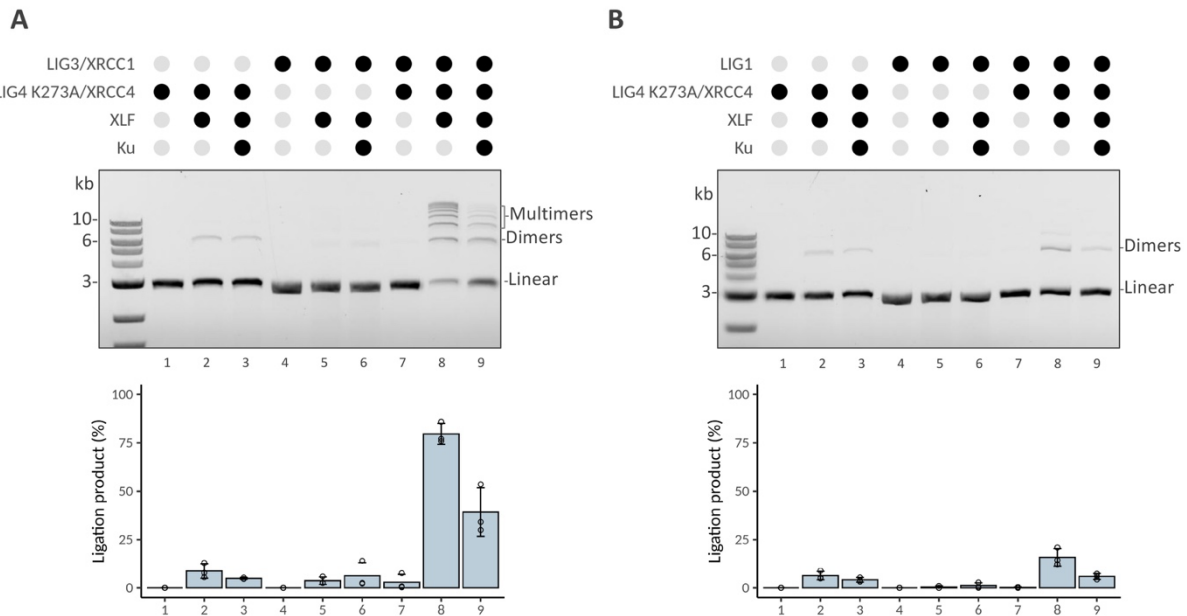 A
LIG3/XRCC1
LIG4 K273A/XRCC4
XLF
Ku
kb
10-
6-
3-
Multimers
Dimers
Linear
1 2 3 4 5 6 7 8 9
Ligation product (%)
100
75
50
25
0
1 2 3 4 5 6 7 8 9
B
LIG1
LIG4 K273A/XRCC4
XLF
Ku
kb
10-
6-
3-
Dimers
Linear
1 2 3 4 5 6 7 8 9
Ligation product (%)
100
75
50
25
0
1 2 3 4 5 6 7 8 9